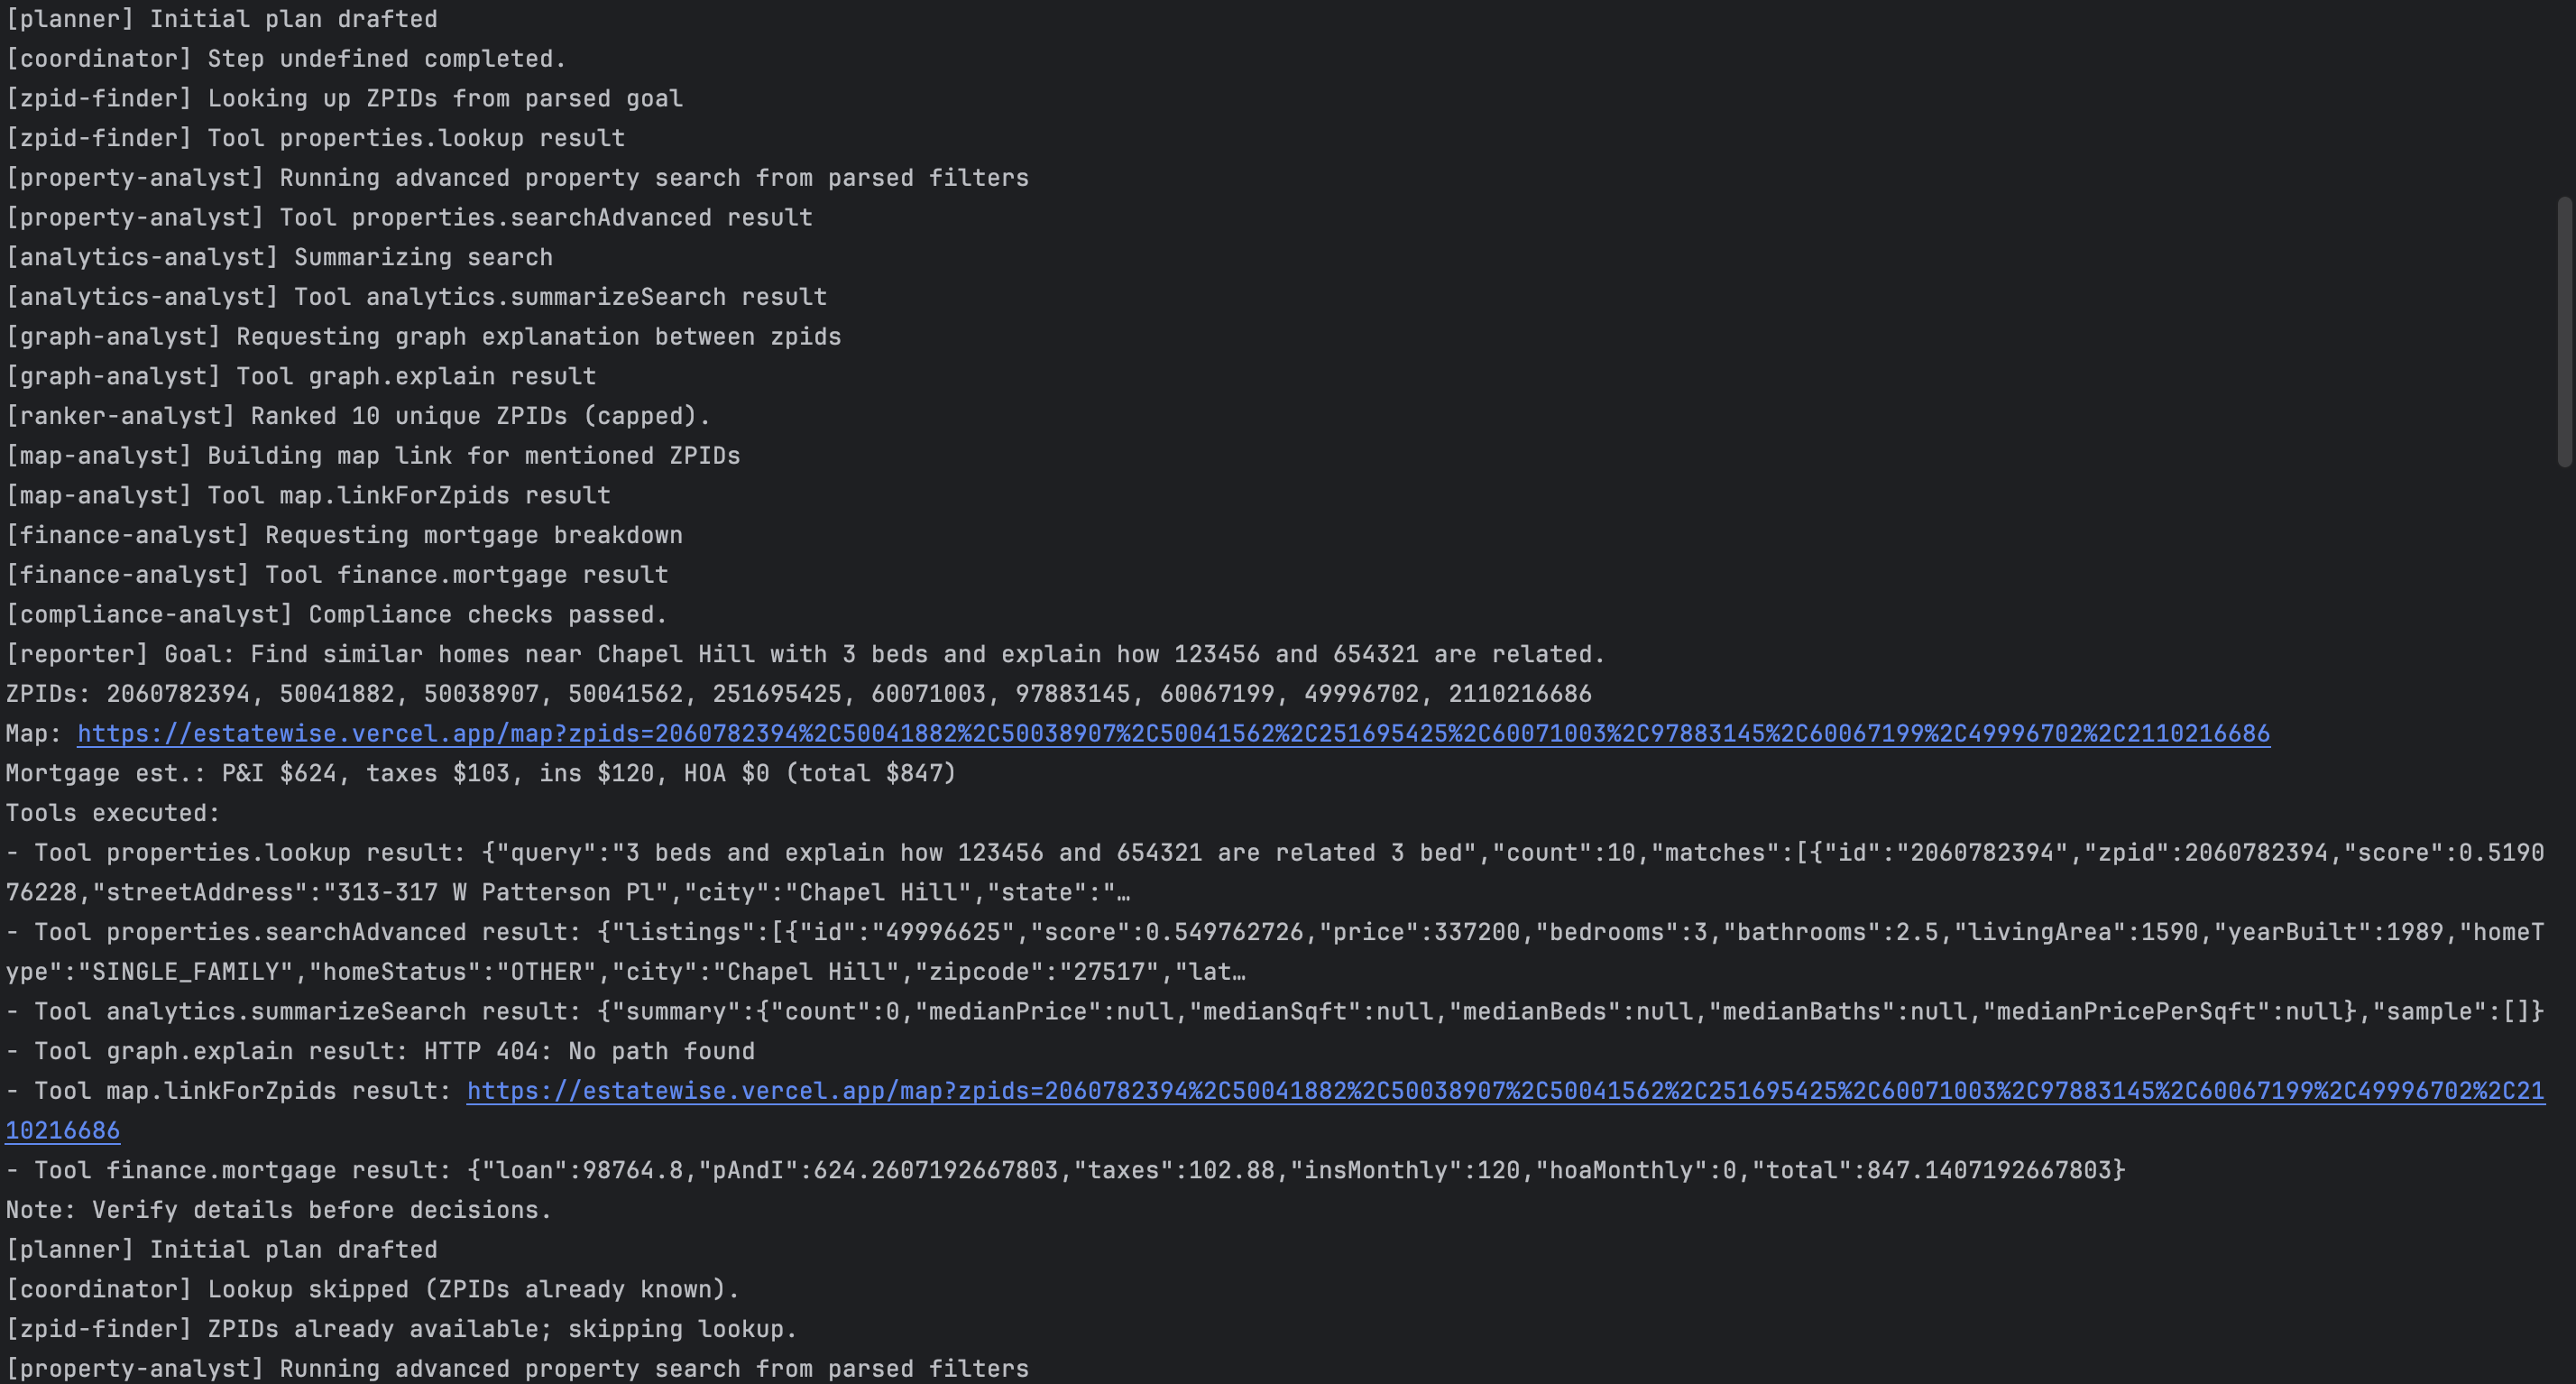 [planner] Initial plan drafted
[coordinator] Step undefined completed.
[zpid-finder] Looking up ZPIDs from parsed goal
[zpid-finder] Tool properties.lookup result
[property-analyst] Running advanced property search from parsed filters
[property-analyst] Tool properties.searchAdvanced result
[analytics-analyst] Summarizing search
[analytics-analyst] Tool analytics.summarizeSearch result
[graph-analyst] Requesting graph explanation between zpids
[graph-analyst] Tool graph.explain result
[ranker-analyst] Ranked 10 unique ZPIDs (capped).
[map-analyst] Building map link for mentioned ZPIDs
[map-analyst] Tool map.linkForZpids result
[finance-analyst] Requesting mortgage breakdown
[finance-analyst] Tool finance.mortgage result
[compliance-analyst] Compliance checks passed.
[reporter] Goal: Find similar homes near Chapel Hill with 3 beds and explain how 123456 and 654321 are related.
ZPIDs: 2060782394, 50041882, 50038907, 50041562, 251695425, 60071003, 97883145, 60067199, 49996702, 2110216686
Map: https://estatewise.vercel.app/map?zpids=2060782394%2C50041882%2C50038907%2C50041562%2C251695425%2C60071003%2C97883145%2C60067199%2C49996702%2C2110216686
Mortgage est.: P&I $624, taxes $103, ins $120, HOA $0 (total $847)
Tools executed:
- Tool properties.lookup result: {"query":"3 beds and explain how 123456 and 654321 are related 3 bed","count":10,"matches":[{"id":"2060782394","zpid":2060782394,"score":0.5190
76228,"streetAddress":"313-317 W Patterson Pl","city":"Chapel Hill","state":"…
- Tool properties.searchAdvanced result: {"listings":[{"id":"49996625","score":0.549762726,"price":337200,"bedrooms":3,"bathrooms":2.5,"livingArea":1590,"yearBuilt":1989,"homeT
ype":"SINGLE_FAMILY","homeStatus":"OTHER","city":"Chapel Hill","zipcode":"27517","lat…
- Tool analytics.summarizeSearch result: {"summary":{"count":0,"medianPrice":null,"medianSqft":null,"medianBeds":null,"medianBaths":null,"medianPricePerSqft":null},"sample":[]}
- Tool graph.explain result: HTTP 404: No path found
- Tool map.linkForZpids result: https://estatewise.vercel.app/map?zpids=2060782394%2C50041882%2C50038907%2C50041562%2C251695425%2C60071003%2C97883145%2C60067199%2C49996702%2C21
10216686
- Tool finance.mortgage result: {"loan":98764.8,"pAndI":624.2607192667803,"taxes":102.88,"insMonthly":120,"hoaMonthly":0,"total":847.1407192667803}
Note: Verify details before decisions.
[planner] Initial plan drafted
[coordinator] Lookup skipped (ZPIDs already known).
[zpid-finder] ZPIDs already available; skipping lookup.
[property-analyst] Running advanced property search from parsed filters